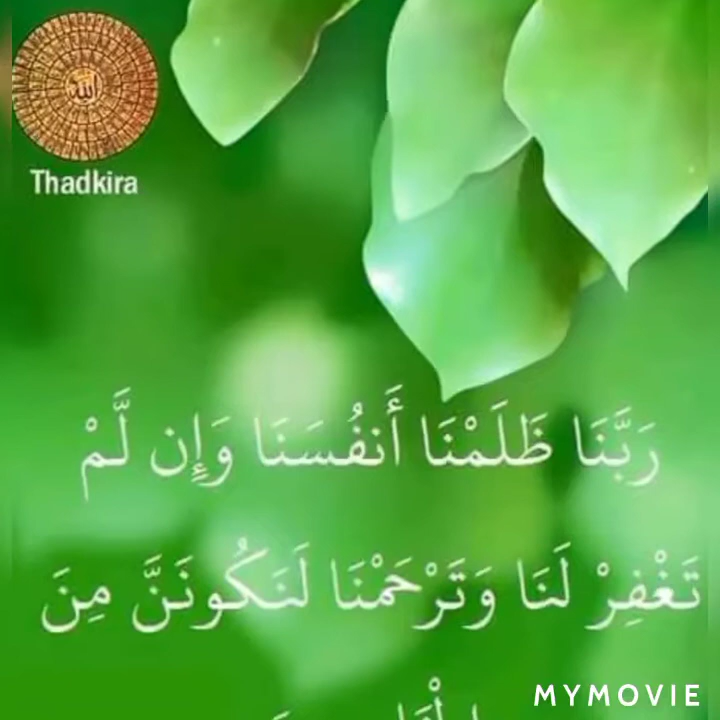 Thadkira
رَبَّنَا ظَلَمْنَا أَنفُسَنَا وَإِن لَّمْ
تَغْفِرْ لَنَا وَتَرْحَمْنَا لَنَكُونَنَّ مِنَ
MYMOVIE